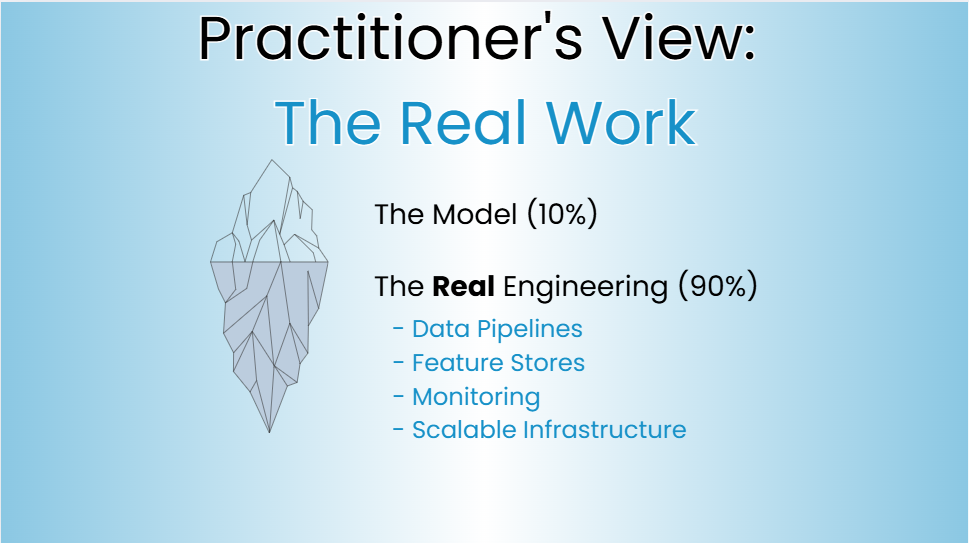 Practitioner's View:
The Real Work
The Model (10%)
The Real Engineering (90%)
- Data Pipelines
- Feature Stores
- Monitoring
- Scalable Infrastructure